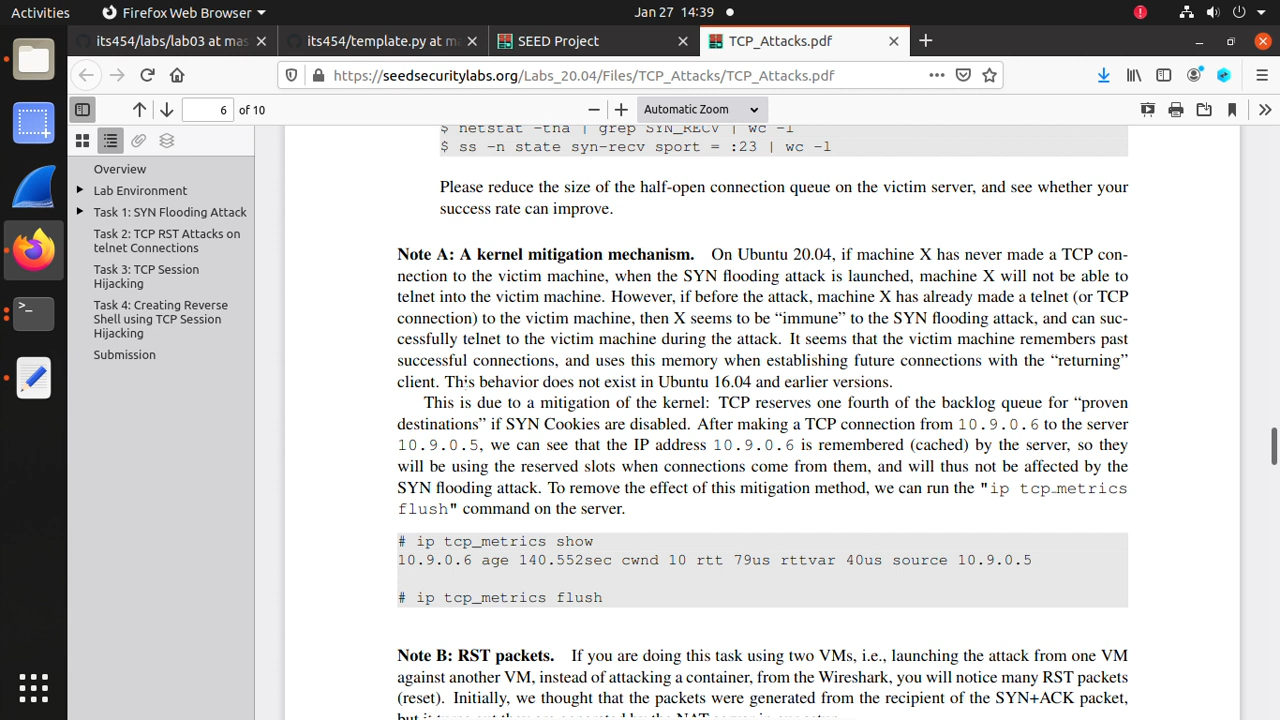 Activities Firefox Web Browser Jan 27 14:39
its454/labs/lab03 at mas
its454/template.py at m
SEED Project
TCP_Attacks.pdf
https://seedsecuritylabs.org/Labs_20.04/Files/TCP_Attacks/TCP_Attacks.pdf
6 of 10 Automatic Zoom
Overview
Lab Environment
Task 1: SYN Flooding Attack
Task 2: TCP RST Attacks on
telnet Connections
Task 3: TCP Session
Hijacking
Task 4: Creating Reverse
Shell using TCP Session
Hijacking
Submission
$ netstat -tna | grep SYN_RECV | wc -l
$ ss -n state syn-recv sport = :23 | wc -l
Please reduce the size of the half-open connection queue on the victim server, and see whether your
success rate can improve.
Note A: A kernel mitigation mechanism. On Ubuntu 20.04, if machine X has never made a TCP con-
nection to the victim machine, when the SYN flooding attack is launched, machine X will not be able to
telnet into the victim machine. However, if before the attack, machine X has already made a telnet (or TCP
connection) to the victim machine, then X seems to be “immune” to the SYN flooding attack, and can suc-
cessfully telnet to the victim machine during the attack. It seems that the victim machine remembers past
successful connections, and uses this memory when establishing future connections with the “returning”
client. This behavior does not exist in Ubuntu 16.04 and earlier versions.
This is due to a mitigation of the kernel: TCP reserves one fourth of the backlog queue for “proven
destinations” if SYN Cookies are disabled. After making a TCP connection from 10.9.0.6 to the server
10.9.0.5, we can see that the IP address 10.9.0.6 is remembered (cached) by the server, so they
will be using the reserved slots when connections come from them, and will thus not be affected by the
SYN flooding attack. To remove the effect of this mitigation method, we can run the "ip tcp_metrics
flush" command on the server.
# ip tcp_metrics show
10.9.0.6 age 140.552sec cwnd 10 rtt 79us rttvar 40us source 10.9.0.5
# ip tcp_metrics flush
Note B: RST packets. If you are doing this task using two VMs, i.e., launching the attack from one VM
against another VM, instead of attacking a container, from the Wireshark, you will notice many RST packets
(reset). Initially, we thought that the packets were generated from the recipient of the SYN+ACK packet,